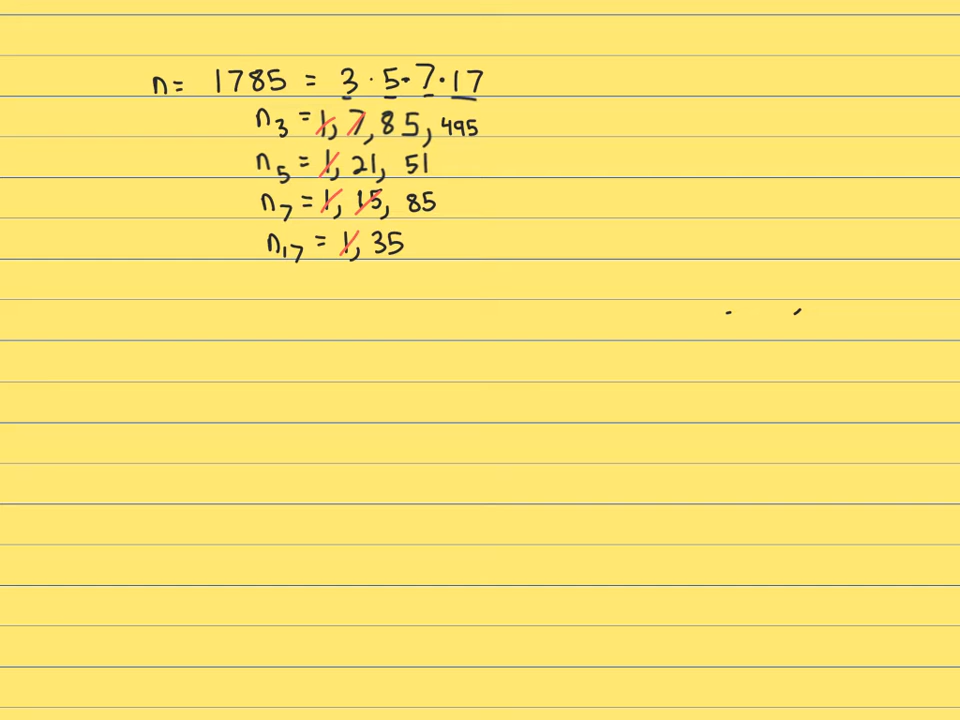 n = 1785 = 3 · 5 · 7 · 17
n₃ = 1, 7, 85, 495
n₅ = 1, 21, 51
n₇ = 1, 15, 85
n₁₇ = 1, 35